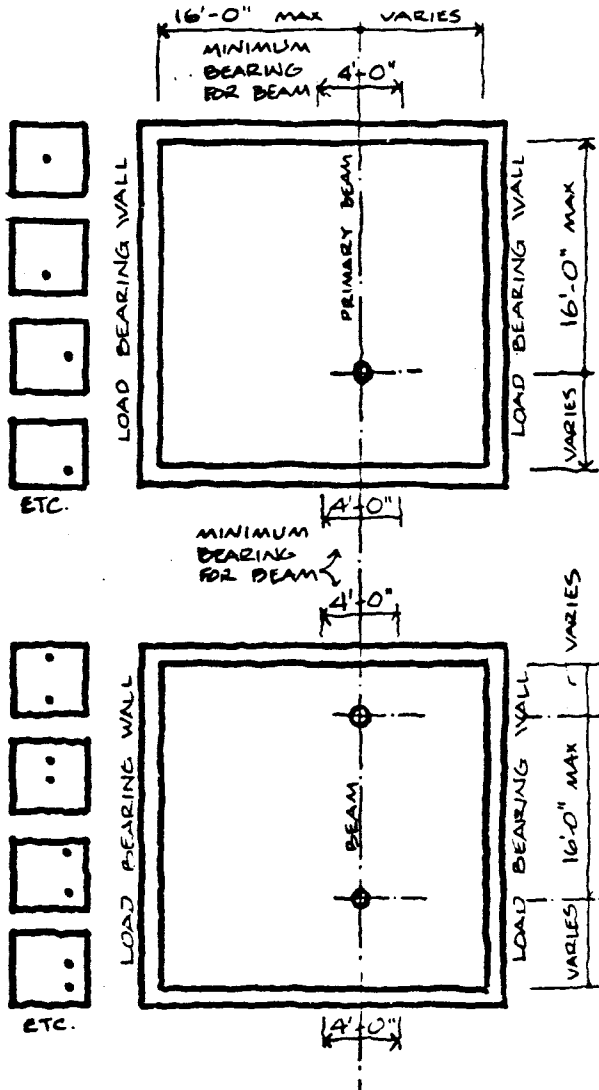 16'-0" MAX
VARIES
MINIMUM
BEARING
FOR BEAM
4'-0"
LOAD BEARING WALL
PRIMARY BEAM
LOAD BEARING WALL
16'-0" MAX
VARIES
ETC.
4'-0"
MINIMUM
BEARING
FOR BEAM
4'-0"
VARIES
LOAD BEARING WALL
BEAM
LOAD BEARING WALL
16'-0" MAX
VARIES
ETC.
4'-0"